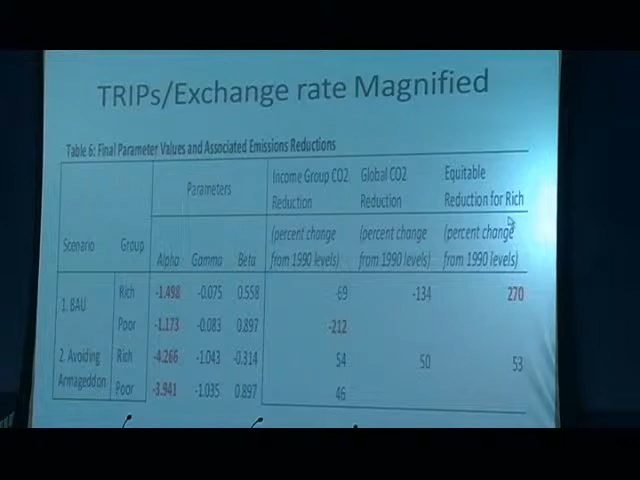 TRIPs/Exchange rate Magnified
Table 6: Final Parameter Values and Associated Emissions Reductions
Scenario Group Parameters Income Group CO2 Reduction Global CO2 Reduction Equitable Reduction for Rich
Alpha Gamma Beta (percent change from 1990 levels) (percent change from 1990 levels) (percent change from 1990 levels)
1. BAU Rich -1.498 -0.075 0.558 -69 -134 270
Poor -1.173 -0.083 0.897 -212
2. Avoiding Armageddon Rich -4.266 -1.043 -0.314 54 50 53
Poor -3.941 -1.035 0.897 46